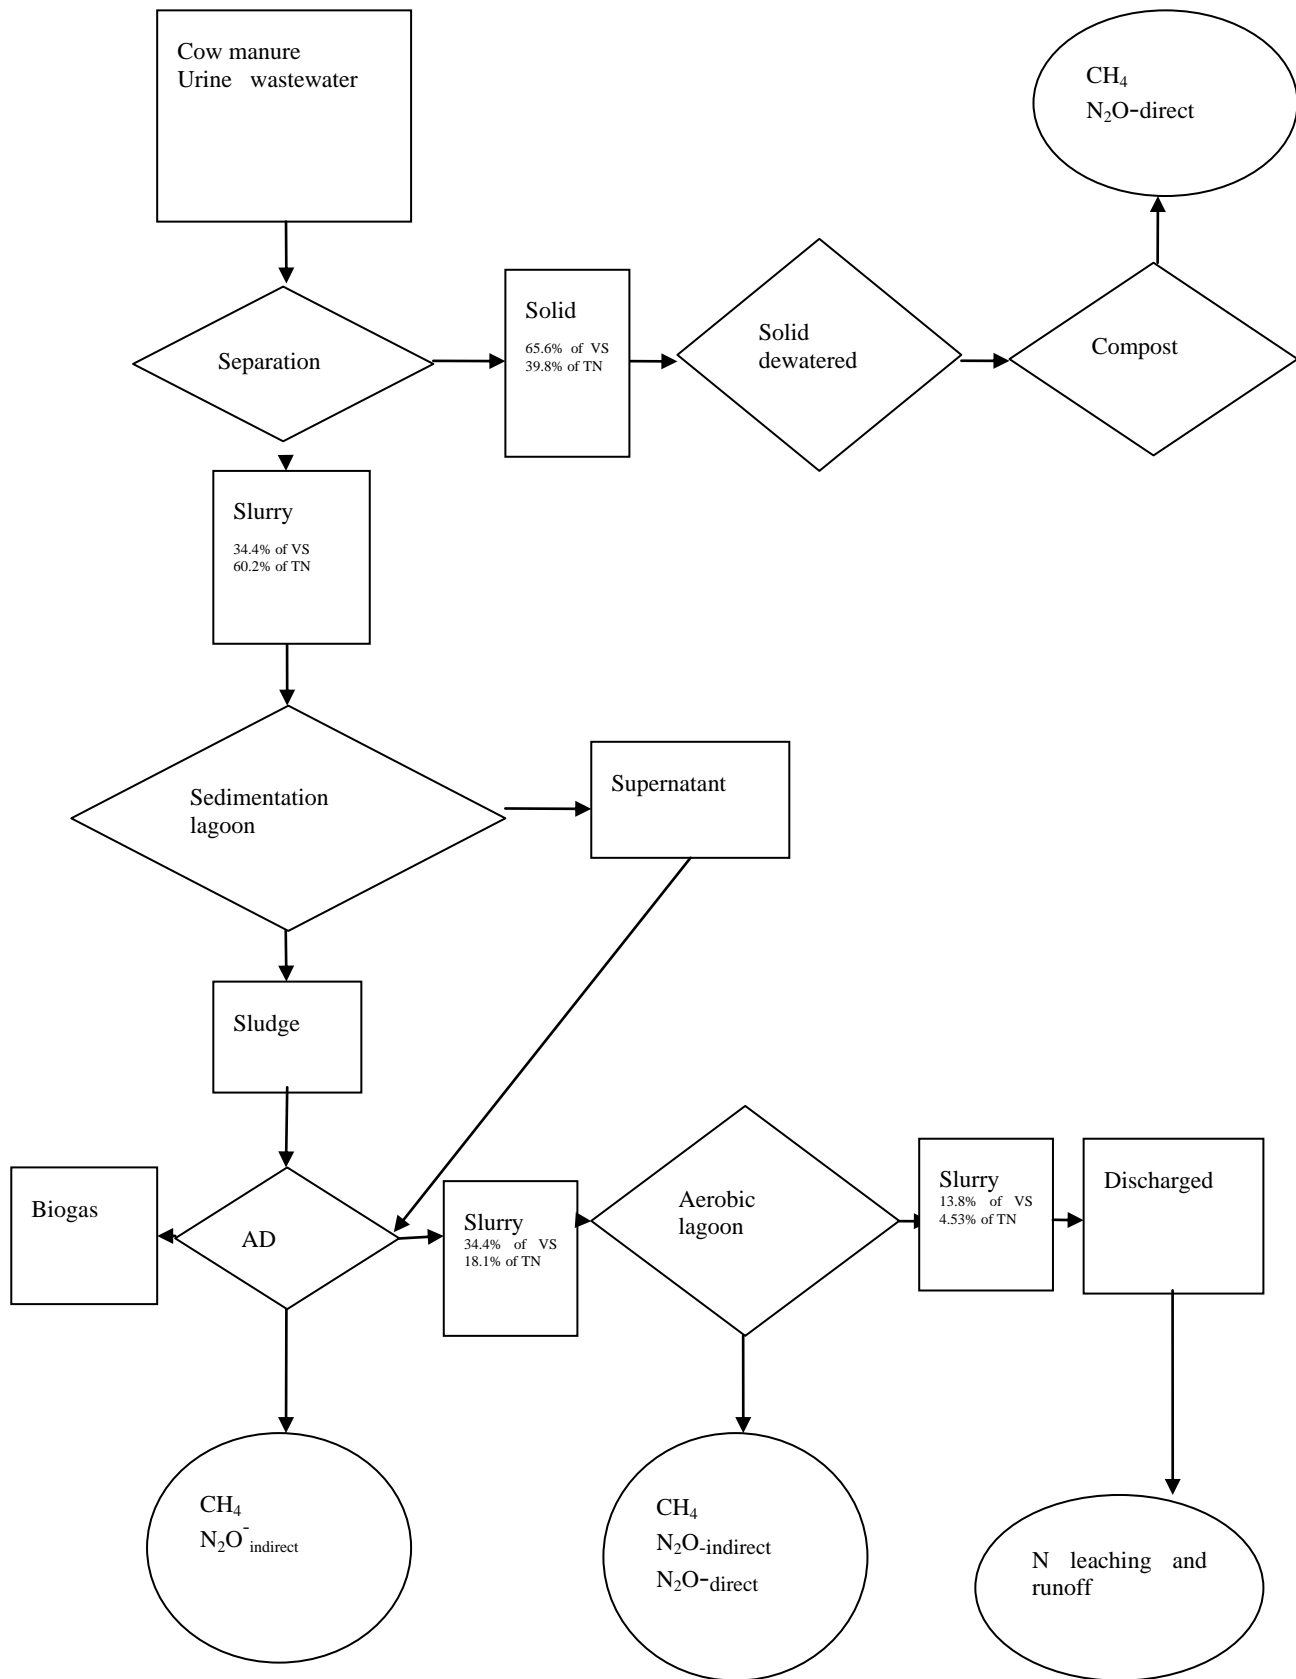 Cow manure
Urine wastewater
CH₄
N₂O-direct
Solid
65.6% of VS
39.8% of TN
Solid
dewatered
Compost
Separation
Slurry
34.4% of VS
60.2% of TN
Sedimentation
lagoon
Supernatant
Sludge
Biogas
AD
Slurry
34.4% of VS
18.1% of TN
Aerobic
lagoon
Slurry
13.8% of VS
4.53% of TN
Discharged
CH₄
N₂O⁻indirect
CH₄
N₂O-indirect
N₂O-direct
N leaching and
runoff